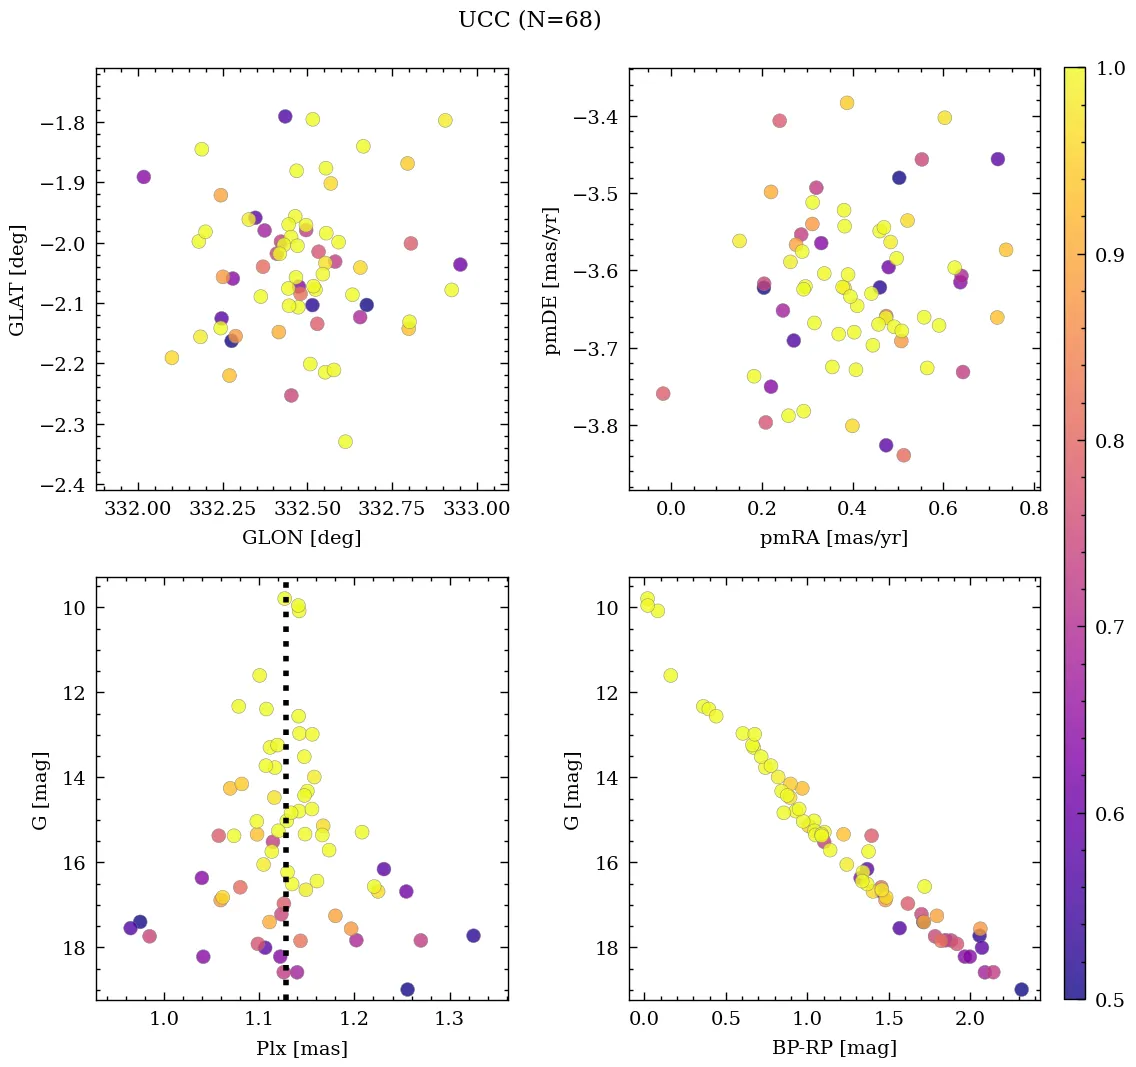 UCC (N=68)
−1.8
−1.9
−2.0
−2.1
−2.2
−2.3
−2.4
GLAT [deg]
332.00 332.25 332.50 332.75 333.00
GLON [deg]
−3.4
−3.5
−3.6
−3.7
−3.8
pmDE [mas/yr]
0.0 0.2 0.4 0.6 0.8
pmRA [mas/yr]
10
12
14
16
18
G [mag]
1.0 1.1 1.2 1.3
Plx [mas]
10
12
14
16
18
G [mag]
0.0 0.5 1.0 1.5 2.0
BP-RP [mag]
1.0
0.9
0.8
0.7
0.6
0.5